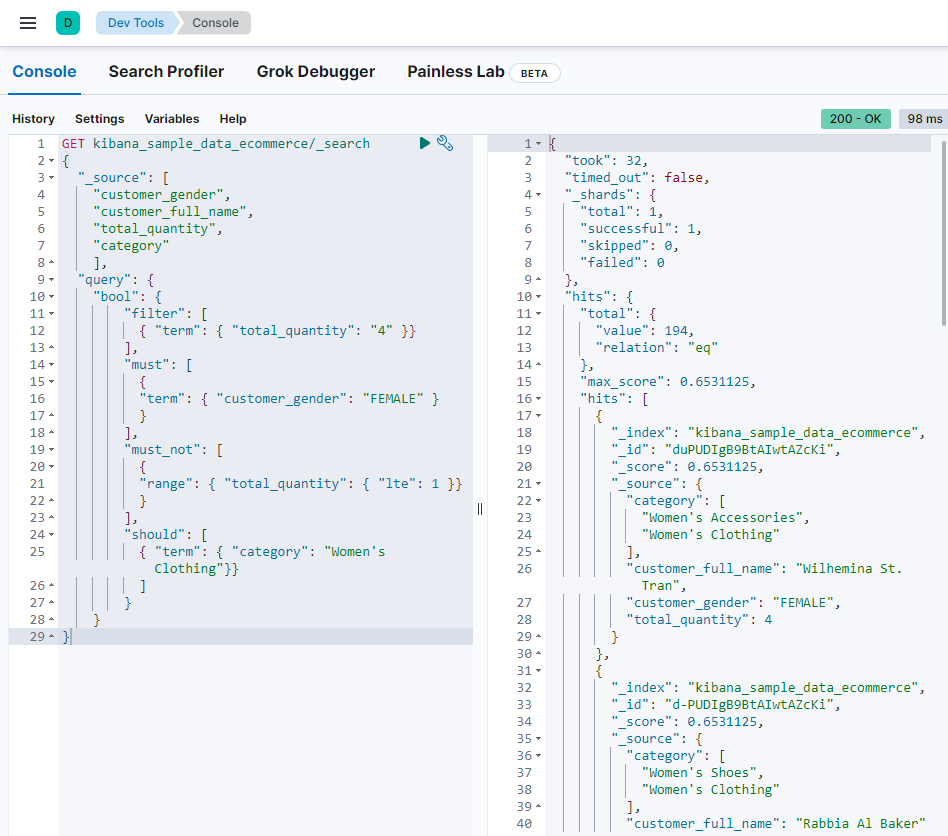 D
Dev Tools
Console
Console
Search Profiler
Grok Debugger
Painless Lab
BETA
History
Settings
Variables
Help
200 - OK
98 ms
1 GET kibana_sample_data_ecommerce/_search
2 {
3 "_source": [
4 "customer_gender",
5 "customer_full_name",
6 "total_quantity",
7 "category"
8 ],
9 "query": {
10 "bool": {
11 "filter": [
12 { "term": { "total_quantity": "4" }}
13 ],
14 "must": [
15 {
16 "term": { "customer_gender": "FEMALE" }
17 }
18 ],
19 "must_not": [
20 {
21 "range": { "total_quantity": { "lte": 1 }}
22 }
23 ],
24 "should": [
25 { "term": { "category": "Women's
Clothing"}}
26 ]
27 }
28 }
29 }
1 {
2 "took": 32,
3 "timed_out": false,
4 "_shards": {
5 "total": 1,
6 "successful": 1,
7 "skipped": 0,
8 "failed": 0
9 },
10 "hits": {
11 "total": {
12 "value": 194,
13 "relation": "eq"
14 },
15 "max_score": 0.6531125,
16 "hits": [
17 {
18 "_index": "kibana_sample_data_ecommerce",
19 "_id": "duPUDIgB9BtAIwtAZcKi",
20 "_score": 0.6531125,
21 "_source": {
22 "category": [
23 "Women's Accessories",
24 "Women's Clothing"
25 ],
26 "customer_full_name": "Wilhemina St.
Tran",
27 "customer_gender": "FEMALE",
28 "total_quantity": 4
29 }
30 },
31 {
32 "_index": "kibana_sample_data_ecommerce",
33 "_id": "d-PUDIgB9BtAIwtAZcKi",
34 "_score": 0.6531125,
35 "_source": {
36 "category": [
37 "Women's Shoes",
38 "Women's Clothing"
39 ],
40 "customer_full_name": "Rabbia Al Baker"